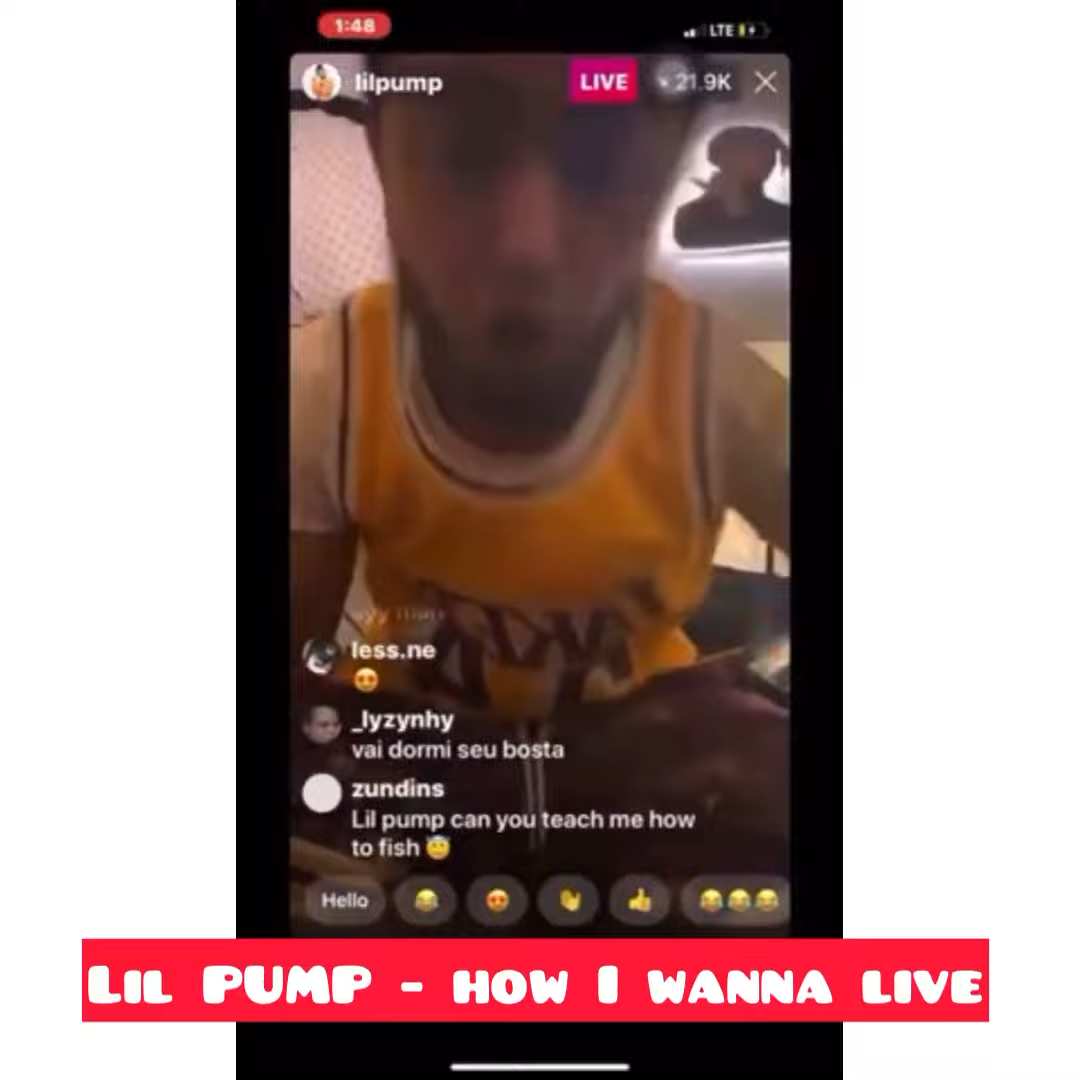 1:48
LTE
lilpump
LIVE
21.9K
less.ne
😍
_lyzynhy
vai dormi seu bosta
zundins
Lil pump can you teach me how
to fish 😇
Hello
😂
😍
👏
👍
😂😂😂
LIL PUMP - HOW I WANNA LIVE